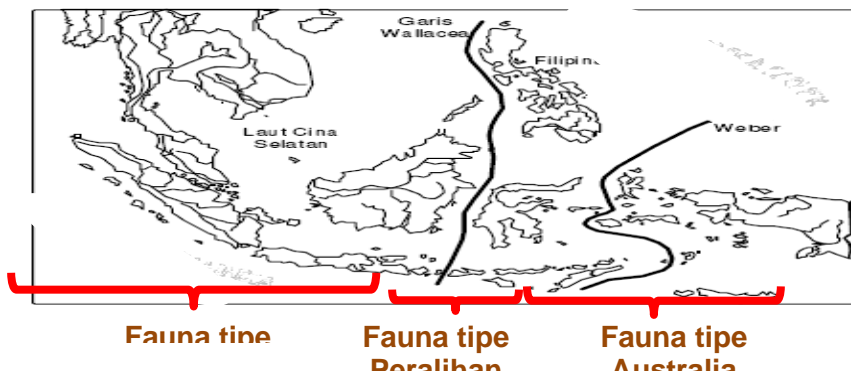 Garis
Wallacea
Filipin
Laut Cina
Selatan
Weber
Fauna tipe
Fauna tipe
Peralihan
Fauna tipe
Australia